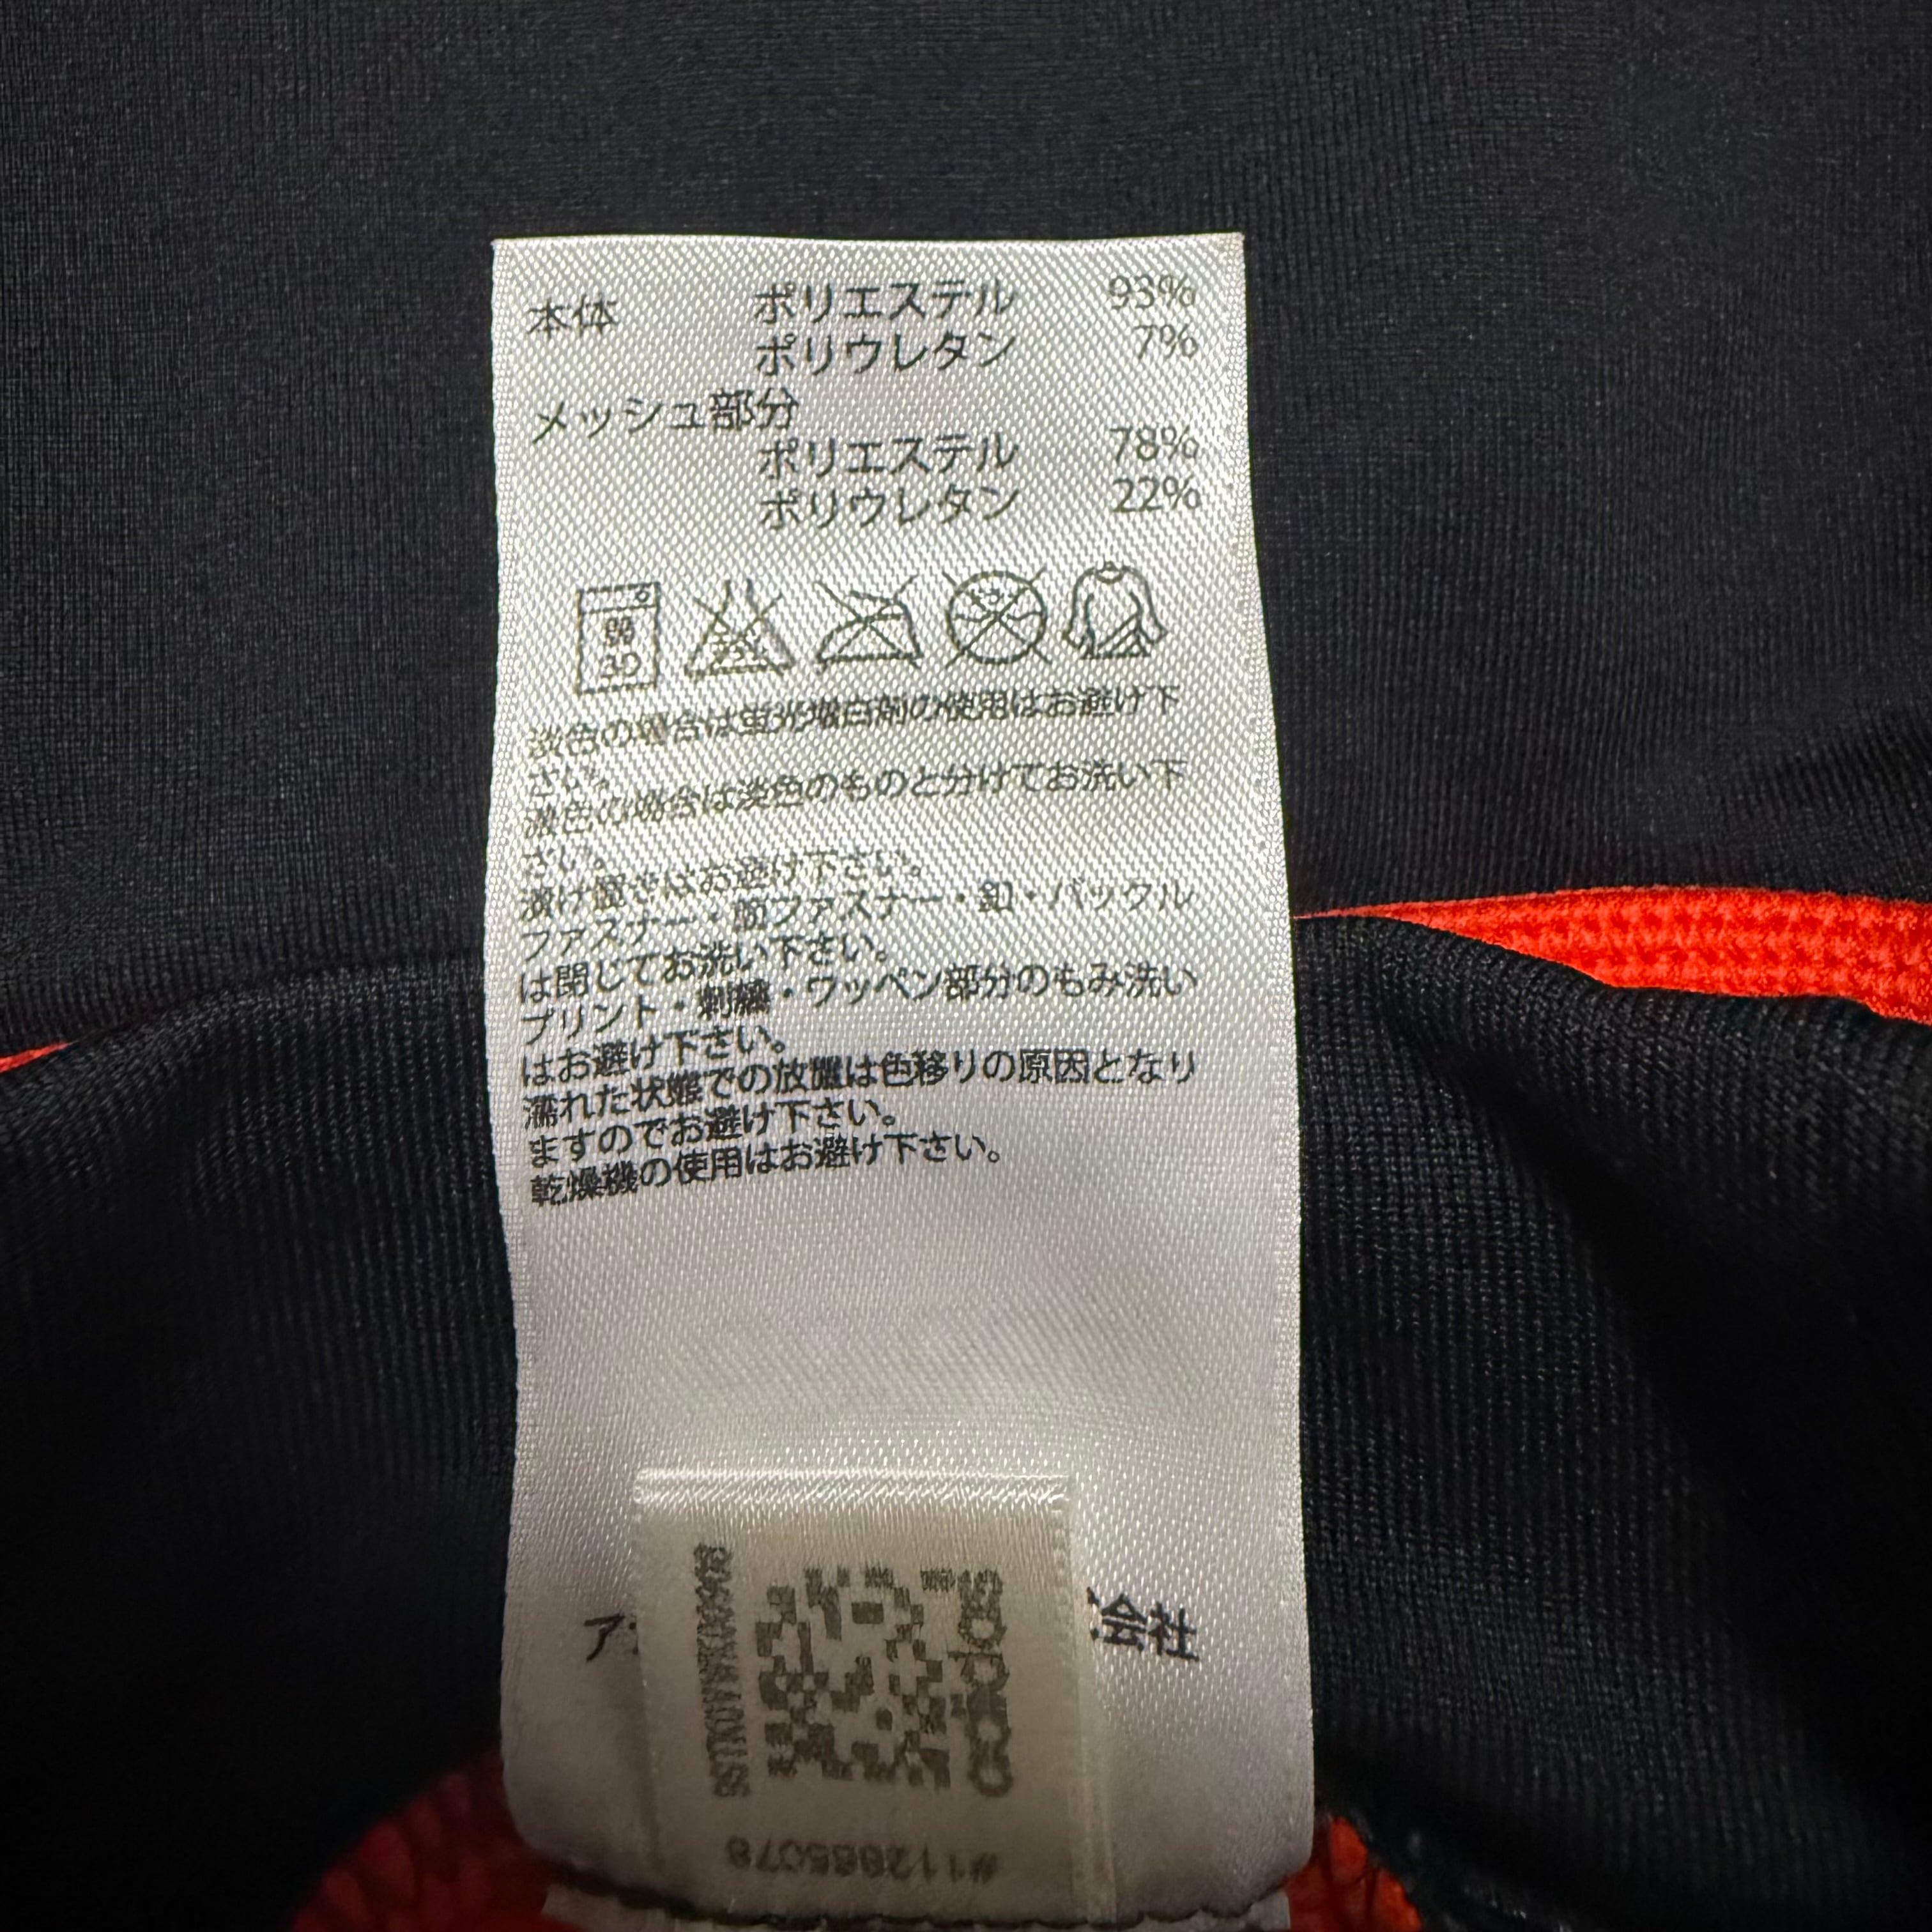 本体 ポリエステル 93%
ポリウレタン 7%
メッシュ部分
ポリエステル 78%
ポリウレタン 22%
弱
30
淡色の場合は蛍光増白剤の使用はお避け下
さい。
濃色の場合は淡色のものと分けてお洗い下
さい。
漬け置きはお避け下さい。
ファスナー・面ファスナー・釦・バックル
は閉じてお洗い下さい。
プリント・刺繍・ワッペン部分のもみ洗い
はお避け下さい。
濡れた状態での放置は色移りの原因となり
ますのでお避け下さい。
乾燥機の使用はお避け下さい。
ア
会社
#112865078